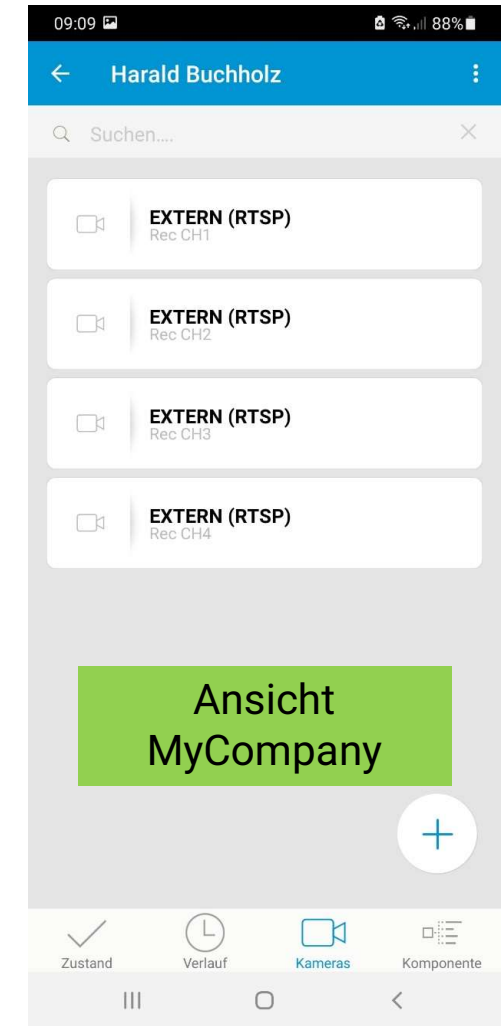 09:09 88%
Harald Buchholz
Suchen....
EXTERN (RTSP)
Rec CH1
EXTERN (RTSP)
Rec CH2
EXTERN (RTSP)
Rec CH3
EXTERN (RTSP)
Rec CH4
Ansicht
MyCompany
Zustand Verlauf Kameras Komponente